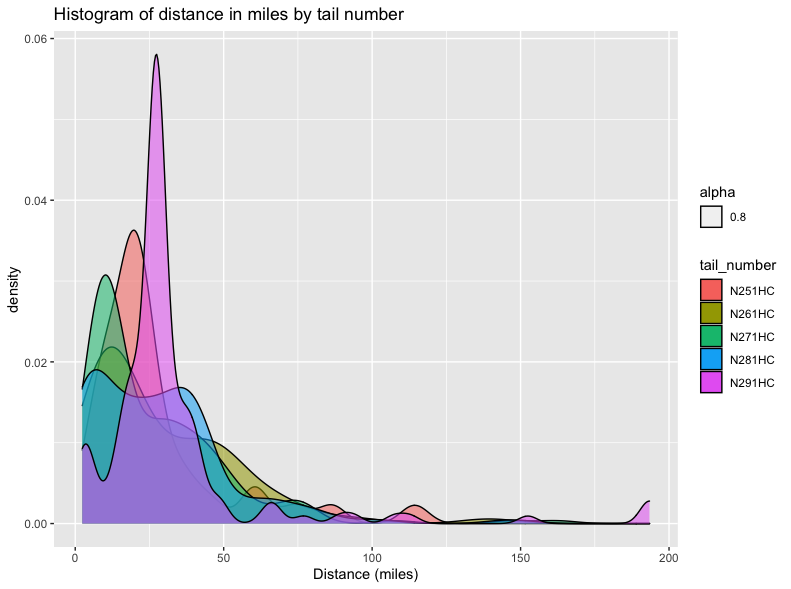 Histogram of distance in miles by tail number
0.06
0.04
0.02
0.00
density
0
50
100
150
200
Distance (miles)
alpha
0.8
tail_number
N251HC
N261HC
N271HC
N281HC
N291HC